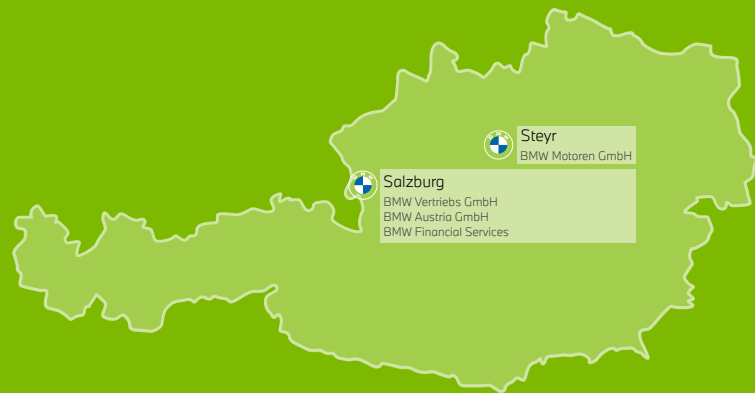 Steyr
BMW Motoren GmbH
Salzburg
BMW Vertriebs GmbH
BMW Austria GmbH
BMW Financial Services